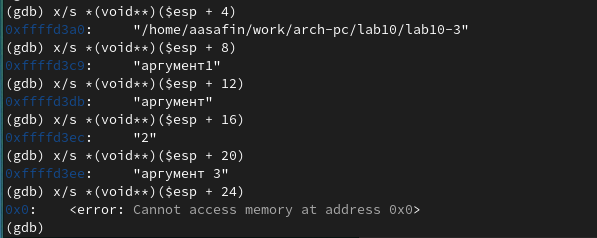 (gdb) x/s *(void**)($esp + 4)
0xffffd3a0:     "/home/aasafin/work/arch-pc/lab10/lab10-3"
(gdb) x/s *(void**)($esp + 8)
0xffffd3c9:     "аргумент1"
(gdb) x/s *(void**)($esp + 12)
0xffffd3db:     "аргумент"
(gdb) x/s *(void**)($esp + 16)
0xffffd3ec:     "2"
(gdb) x/s *(void**)($esp + 20)
0xffffd3ee:     "аргумент 3"
(gdb) x/s *(void**)($esp + 24)
0x0:    <error: Cannot access memory at address 0x0>
(gdb)